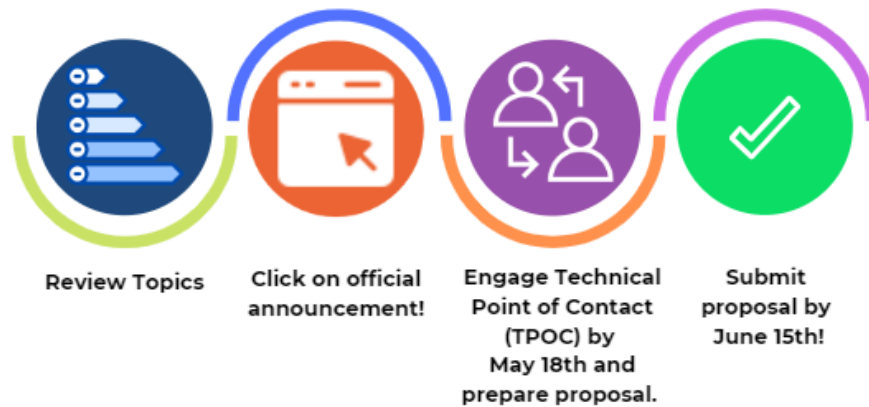 Review Topics
Click on official
announcement!
Engage Technical
Point of Contact
(TPOC) by
May 18th and
prepare proposal.
Submit
proposal by
June 15th!